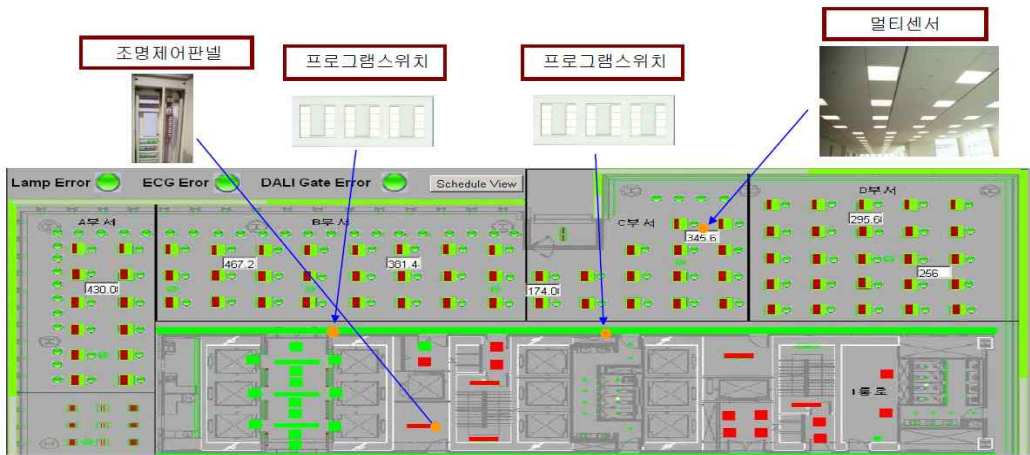 조명제어판넬
프로그램스위치
프로그램스위치
멀티센서
Lamp Error
ECG Eror
DALI Gate Error
Schedule View
A부서
B부서
C부서
D부서
467.2
361.4
345.6
295.6
256
430.0
174.0
1통로